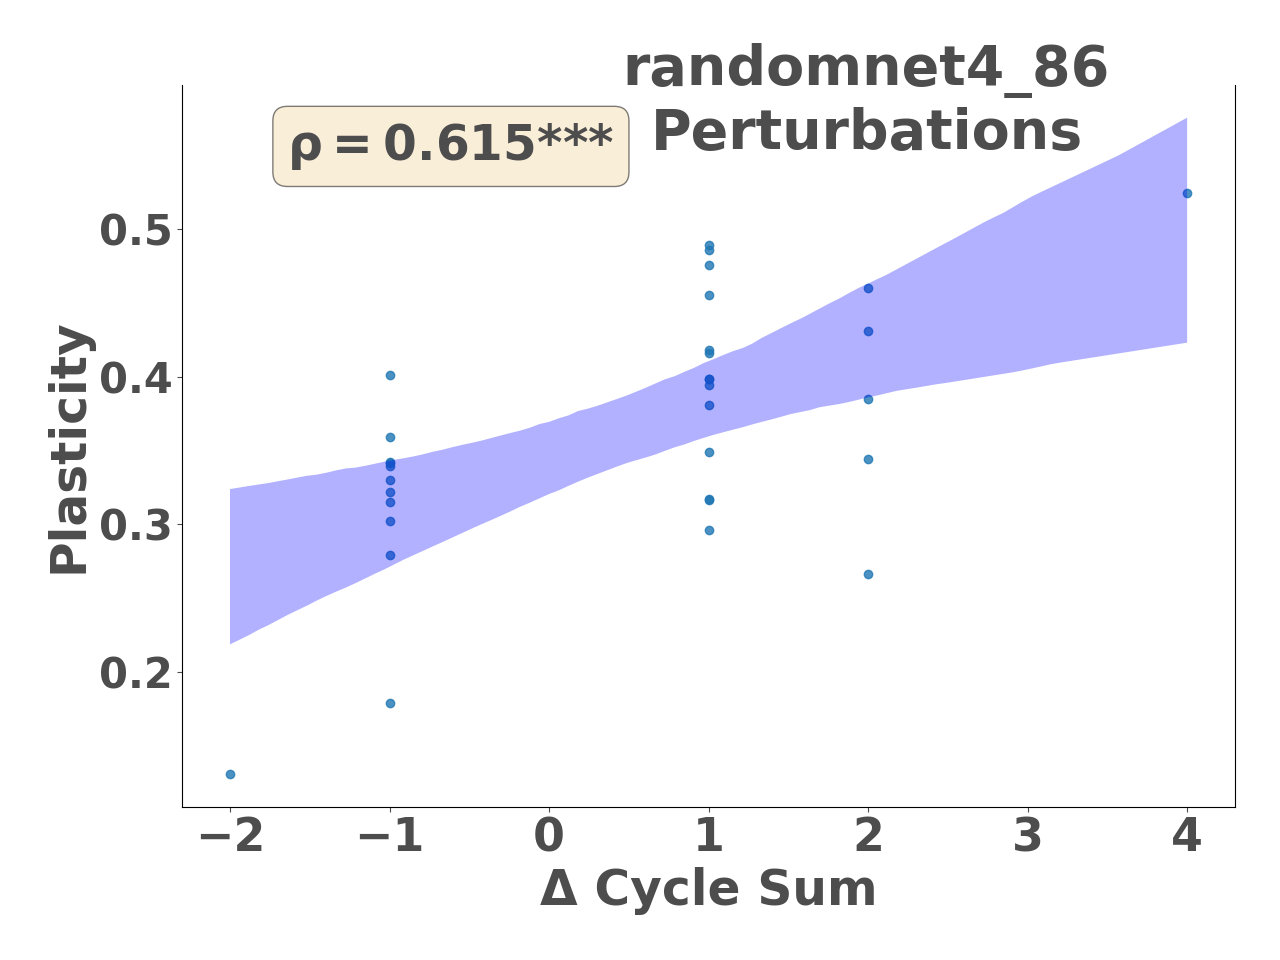 randomnet4_86
Perturbations
ρ = 0.615***
Plasticity
0.5
0.4
0.3
0.2
−2 −1 0 1 2 3 4
Δ Cycle Sum